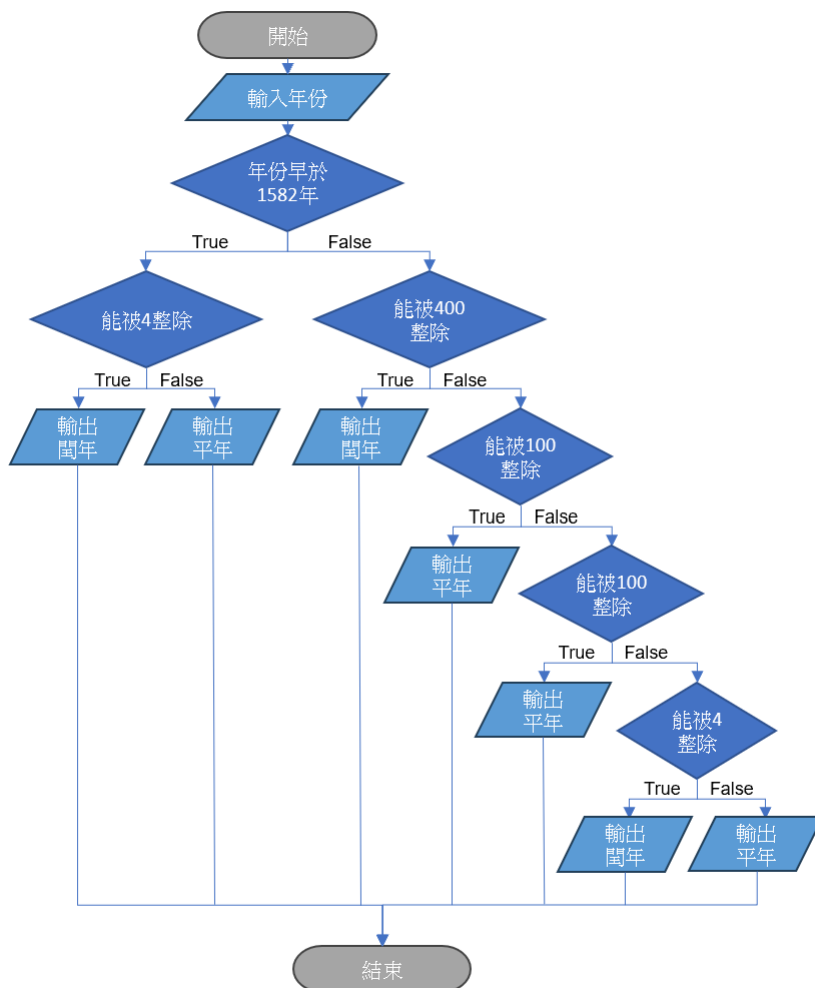 開始
輸入年份
年份早於
1582年
True
False
能被4整除
能被400
整除
True
False
True
False
輸出
閏年
輸出
平年
輸出
閏年
能被100
整除
True
False
輸出
平年
能被100
整除
True
False
輸出
平年
能被4
整除
True
False
輸出
閏年
輸出
平年
結束